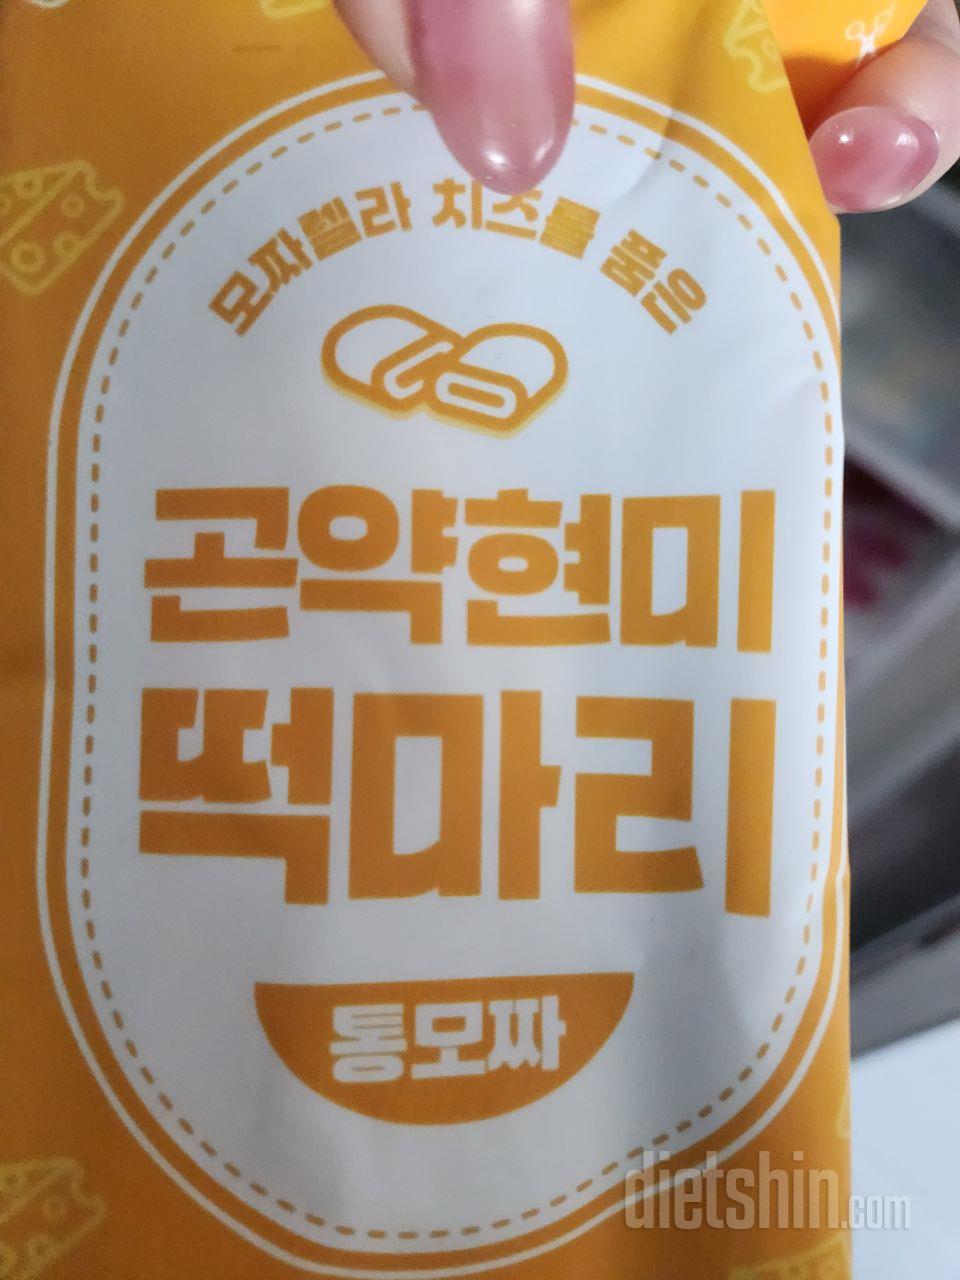 모짜렐라 치즈를 품은
곤약현미
떡마리
통모짜
dietshin.com